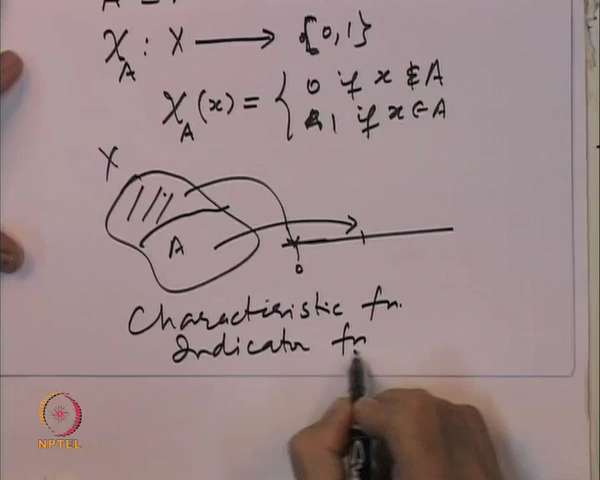 χ_A : X ⟶ {0,1}
χ_A(x) = { 0 if x ∉ A
1 if x ∈ A
X
A
0
Characteristic fn.
Indicator fn.
NPTEL